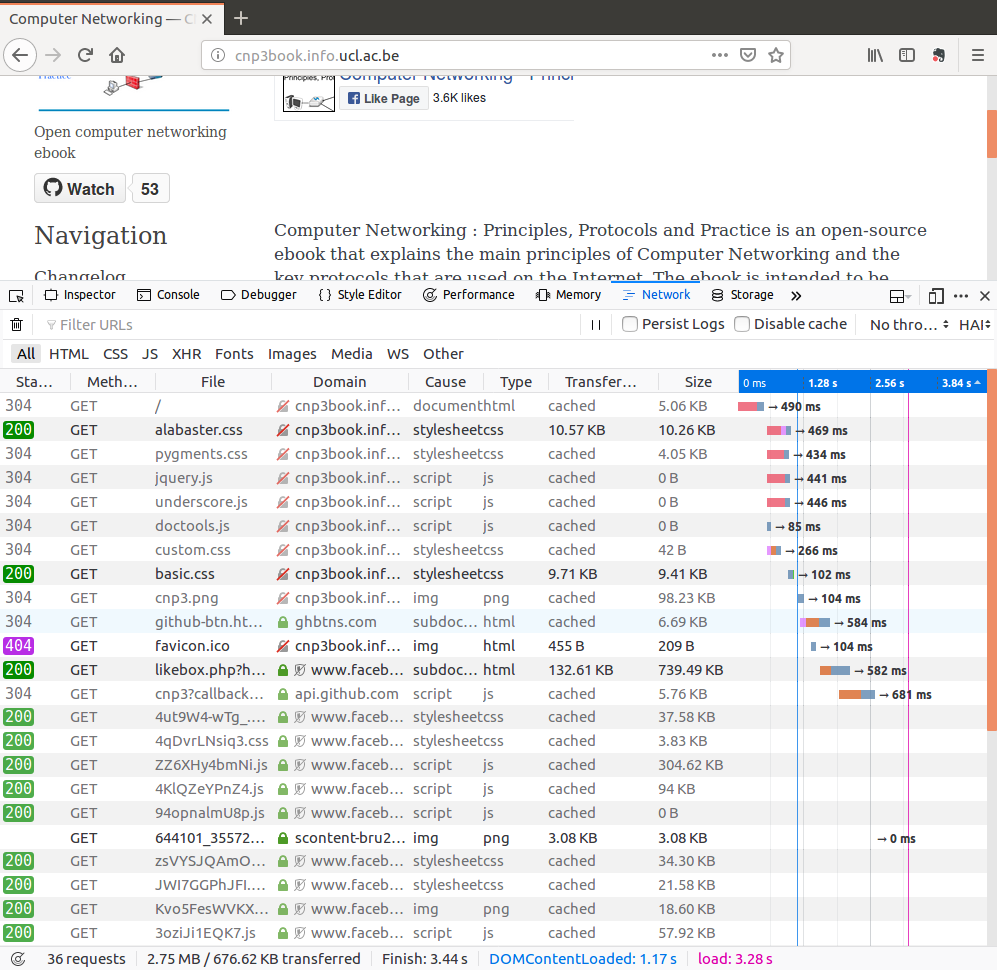 Computer Networking — C
cnp3book.info.ucl.ac.be
Practice
Principles, Pro
Computer Networking - Princi
Like Page 3.6K likes
Open computer networking
ebook
Watch 53
Navigation
Changelog
Computer Networking : Principles, Protocols and Practice is an open-source
ebook that explains the main principles of Computer Networking and the
key protocols that are used on the Internet. The ebook is intended to be
Inspector Console Debugger { } Style Editor Performance Memory Network Storage »
Filter URLs Persist Logs Disable cache No thro... HAR
All HTML CSS JS XHR Fonts Images Media WS Other
Sta... Meth... File Domain Cause Type Transfer... Size 0 ms 1.28 s 2.56 s 3.84 s
304 GET / cnp3book.inf... document html cached 5.06 KB → 490 ms
200 GET alabaster.css cnp3book.inf... stylesheet css 10.57 KB 10.26 KB → 469 ms
304 GET pygments.css cnp3book.inf... stylesheet css cached 4.05 KB → 434 ms
304 GET jquery.js cnp3book.inf... script js cached 0 B → 441 ms
304 GET underscore.js cnp3book.inf... script js cached 0 B → 446 ms
304 GET doctools.js cnp3book.inf... script js cached 0 B → 85 ms
304 GET custom.css cnp3book.inf... stylesheet css cached 42 B → 266 ms
200 GET basic.css cnp3book.inf... stylesheet css 9.71 KB 9.41 KB → 102 ms
304 GET cnp3.png cnp3book.inf... img png cached 98.23 KB → 104 ms
304 GET github-btn.ht... ghbtns.com subdoc... html cached 6.69 KB → 584 ms
404 GET favicon.ico cnp3book.inf... img html 455 B 209 B → 104 ms
200 GET likebox.php?h... www.faceb... subdoc... html 132.61 KB 739.49 KB → 582 ms
304 GET cnp3?callback... api.github.com script js cached 5.76 KB → 681 ms
200 GET 4ut9W4-wTg_.... www.faceb... stylesheet css cached 37.58 KB
200 GET 4qDvrLNsiq3.css www.faceb... stylesheet css cached 3.83 KB
200 GET ZZ6XHy4bmNi.js www.faceb... script js cached 304.62 KB
200 GET 4KlQZeYPnZ4.js www.faceb... script js cached 94 KB
200 GET 94opnalmU8p.js www.faceb... script js cached 0 B
GET 644101_35572... scontent-bru2... img png 3.08 KB 3.08 KB → 0 ms
200 GET zsVYSJQAmO... www.faceb... stylesheet css cached 34.30 KB
200 GET JWI7GGPhJFI.... www.faceb... stylesheet css cached 21.58 KB
200 GET Kvo5FesWVKX... www.faceb... img png cached 18.60 KB
200 GET 3oziJi1EQK7.js www.faceb... script js cached 57.92 KB
36 requests 2.75 MB / 676.62 KB transferred Finish: 3.44 s DOMContentLoaded: 1.17 s load: 3.28 s